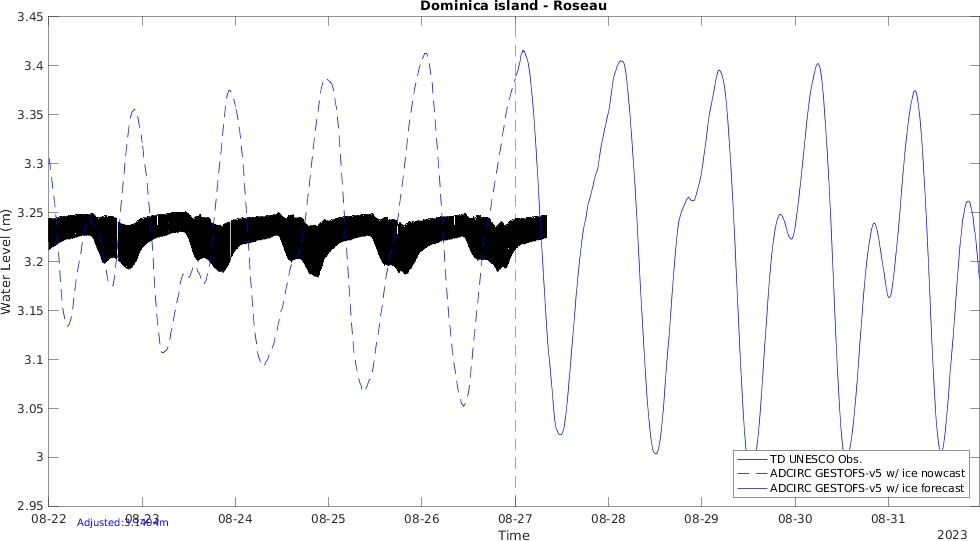 Dominica island - Roseau
3.45
3.4
3.35
3.3
3.25
3.2
3.15
3.1
3.05
3
2.95
Water Level (m)
TD UNESCO Obs.
ADCIRC GESTOFS-v5 w/ ice nowcast
ADCIRC GESTOFS-v5 w/ ice forecast
08-22 08-23 08-24 08-25 08-26 08-27 08-28 08-29 08-30 08-31
Adjusted:3.1404m
Time
2023